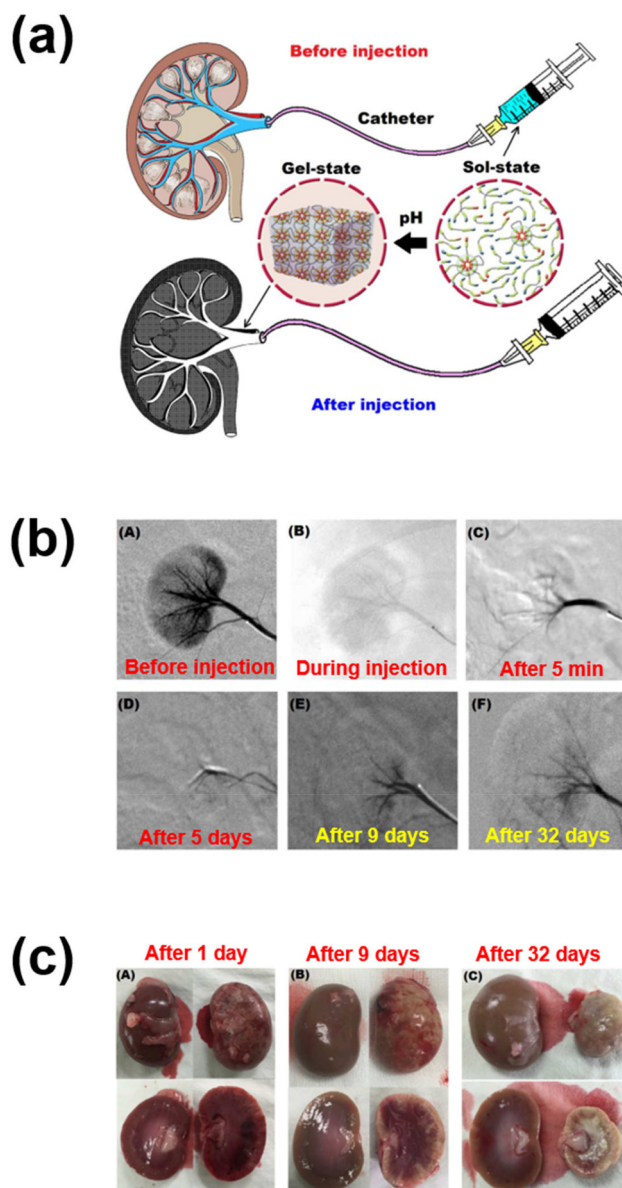 (a)
Before injection
Catheter
Gel-state
Sol-state
pH
After injection
(b)
(A)
(B)
(C)
Before injection
During injection
After 5 min
(D)
(E)
(F)
After 5 days
After 9 days
After 32 days
(c)
After 1 day
After 9 days
After 32 days
(A)
(B)
(C)